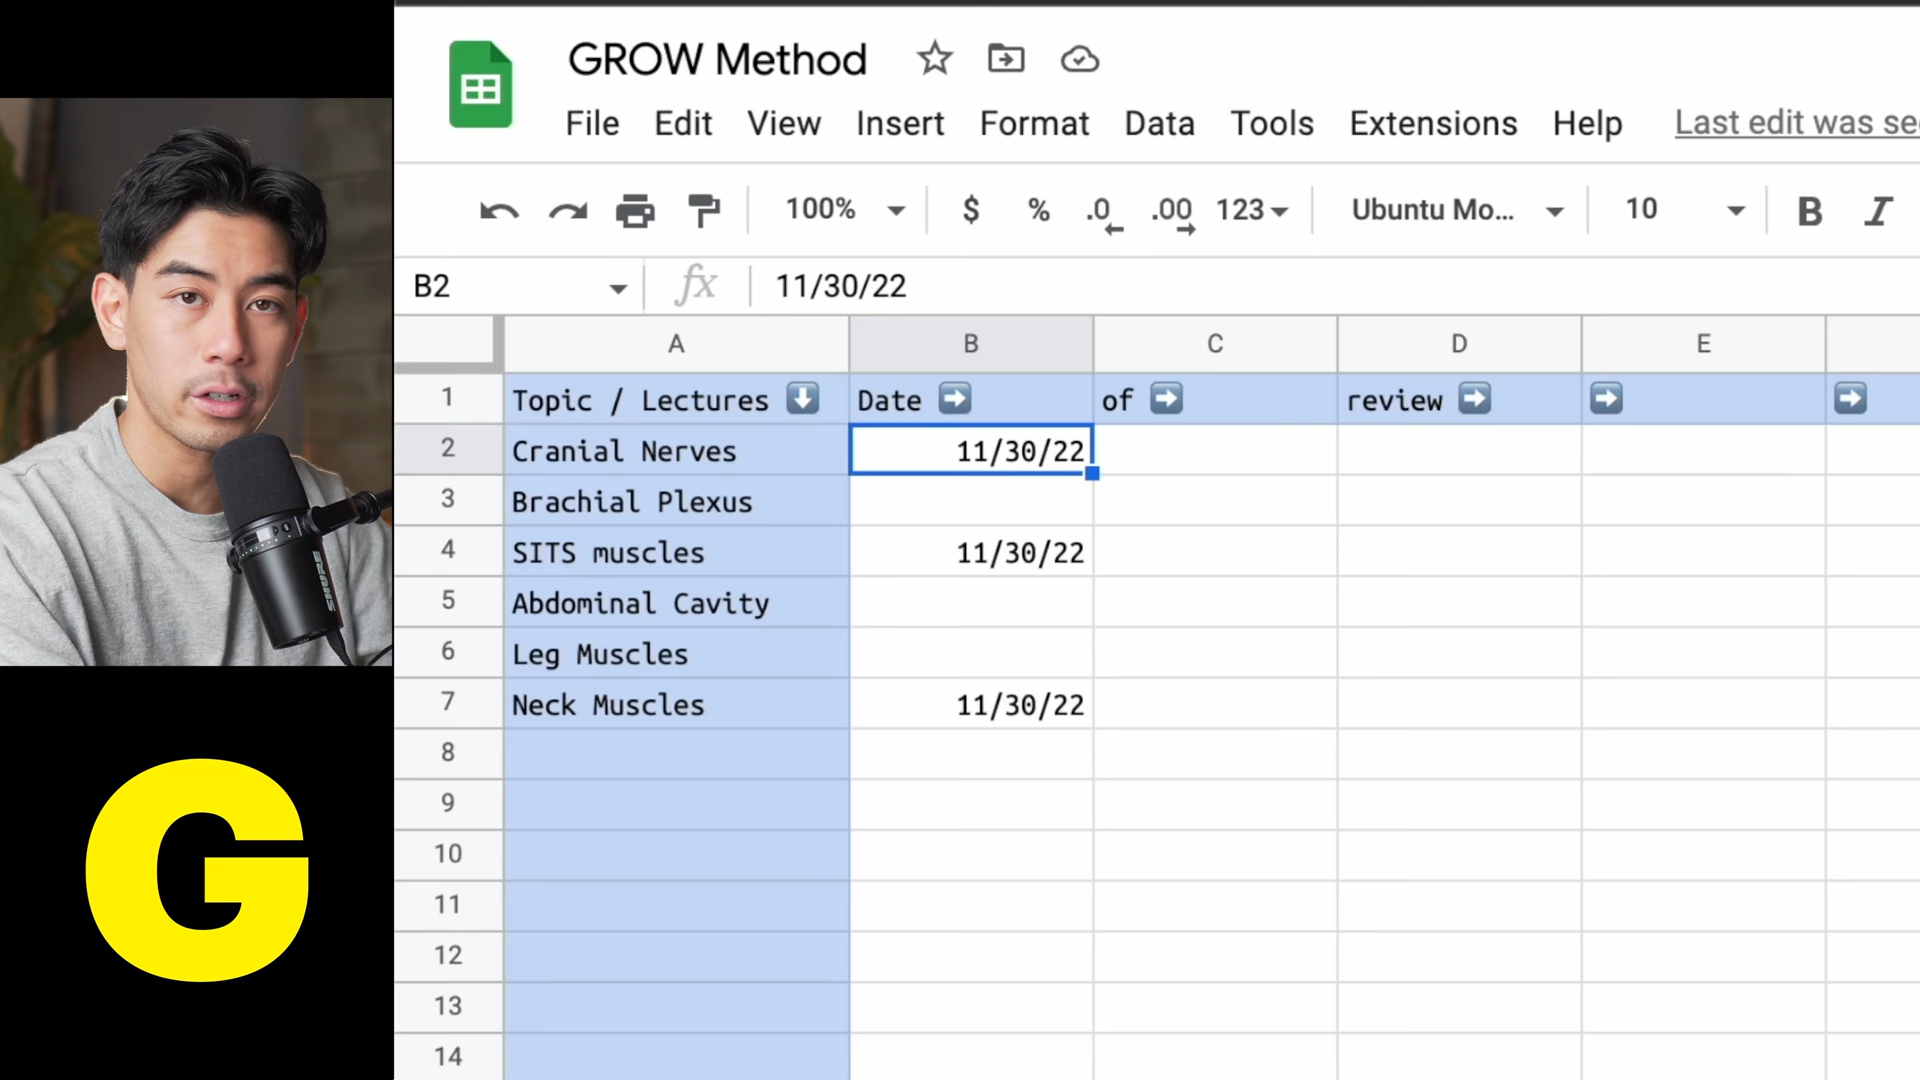 GROW Method
File Edit View Insert Format Data Tools Extensions Help Last edit was se
100% $ % .0 .00 123 Ubuntu Mo... 10 B I
B2 fx 11/30/22
A B C D E
1 Topic / Lectures ⬇️ Date ➡️ of ➡️ review ➡️ ➡️ ➡️
2 Cranial Nerves 11/30/22
3 Brachial Plexus
4 SITS muscles 11/30/22
5 Abdominal Cavity
6 Leg Muscles
7 Neck Muscles 11/30/22
8
9
10
11
12
13
14
SHURE
G